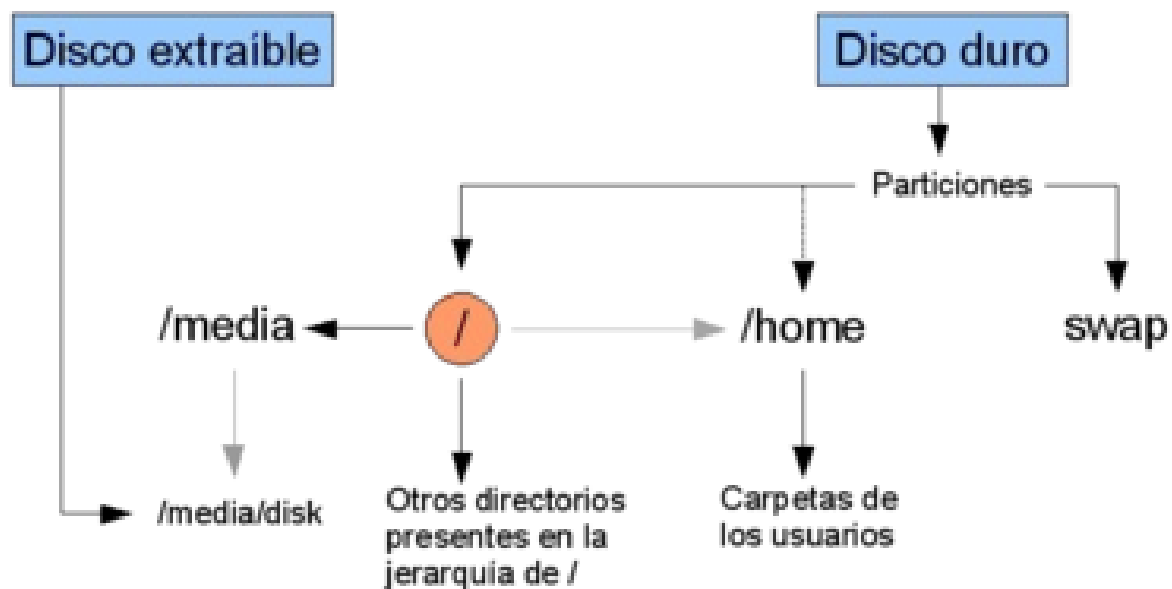 Disco extraíble
Disco duro
Particiones
/media
/
/home
swap
/media/disk
Otros directorios
presentes en la
jerarquia de /
Carpetas de
los usuarios